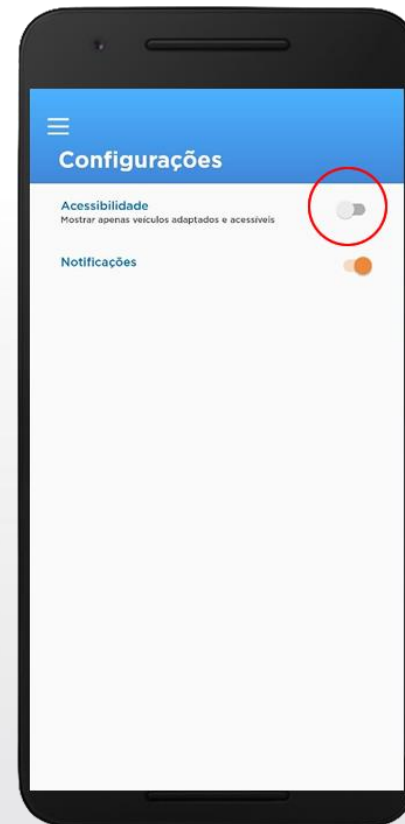 Configurações
Acessibilidade
Mostrar apenas veículos adaptados e acessíveis
Notificações